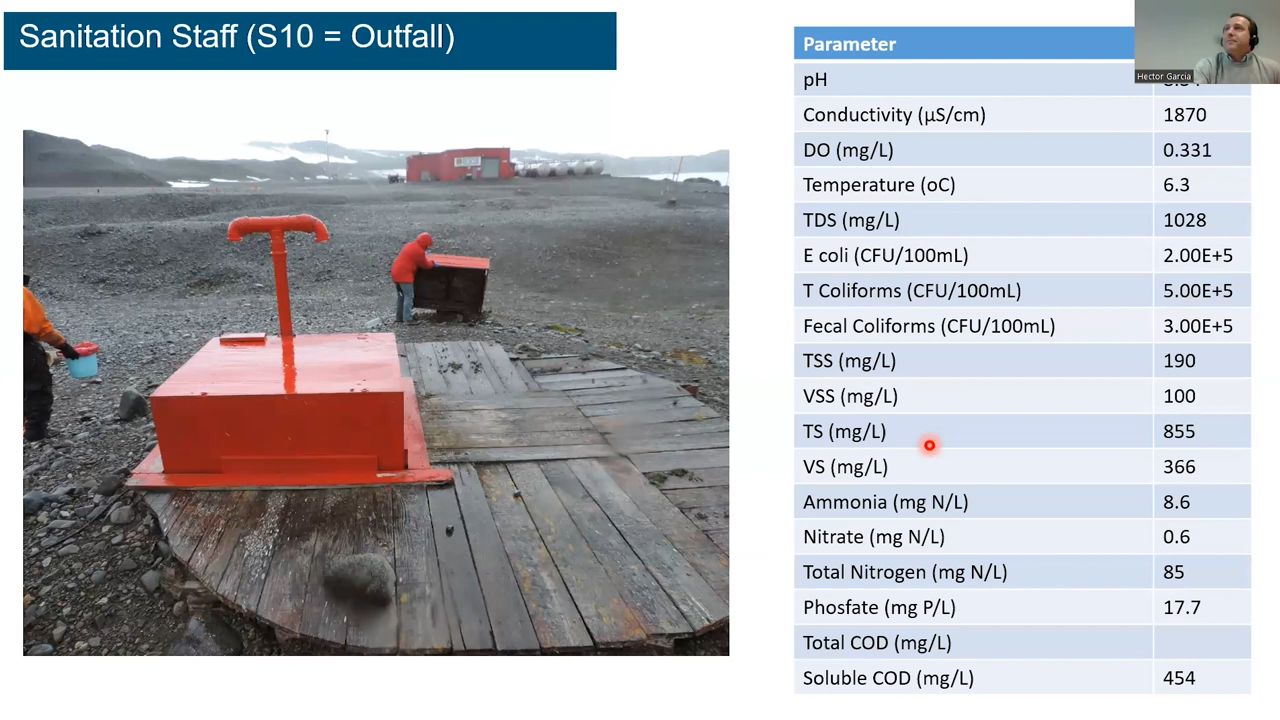 Sanitation Staff (S10 = Outfall)
Parameter
Hector Garcia
pH
Conductivity (µS/cm) 1870
DO (mg/L) 0.331
Temperature (oC) 6.3
TDS (mg/L) 1028
E coli (CFU/100mL) 2.00E+5
T Coliforms (CFU/100mL) 5.00E+5
Fecal Coliforms (CFU/100mL) 3.00E+5
TSS (mg/L) 190
VSS (mg/L) 100
TS (mg/L) 855
VS (mg/L) 366
Ammonia (mg N/L) 8.6
Nitrate (mg N/L) 0.6
Total Nitrogen (mg N/L) 85
Phosfate (mg P/L) 17.7
Total COD (mg/L)
Soluble COD (mg/L) 454